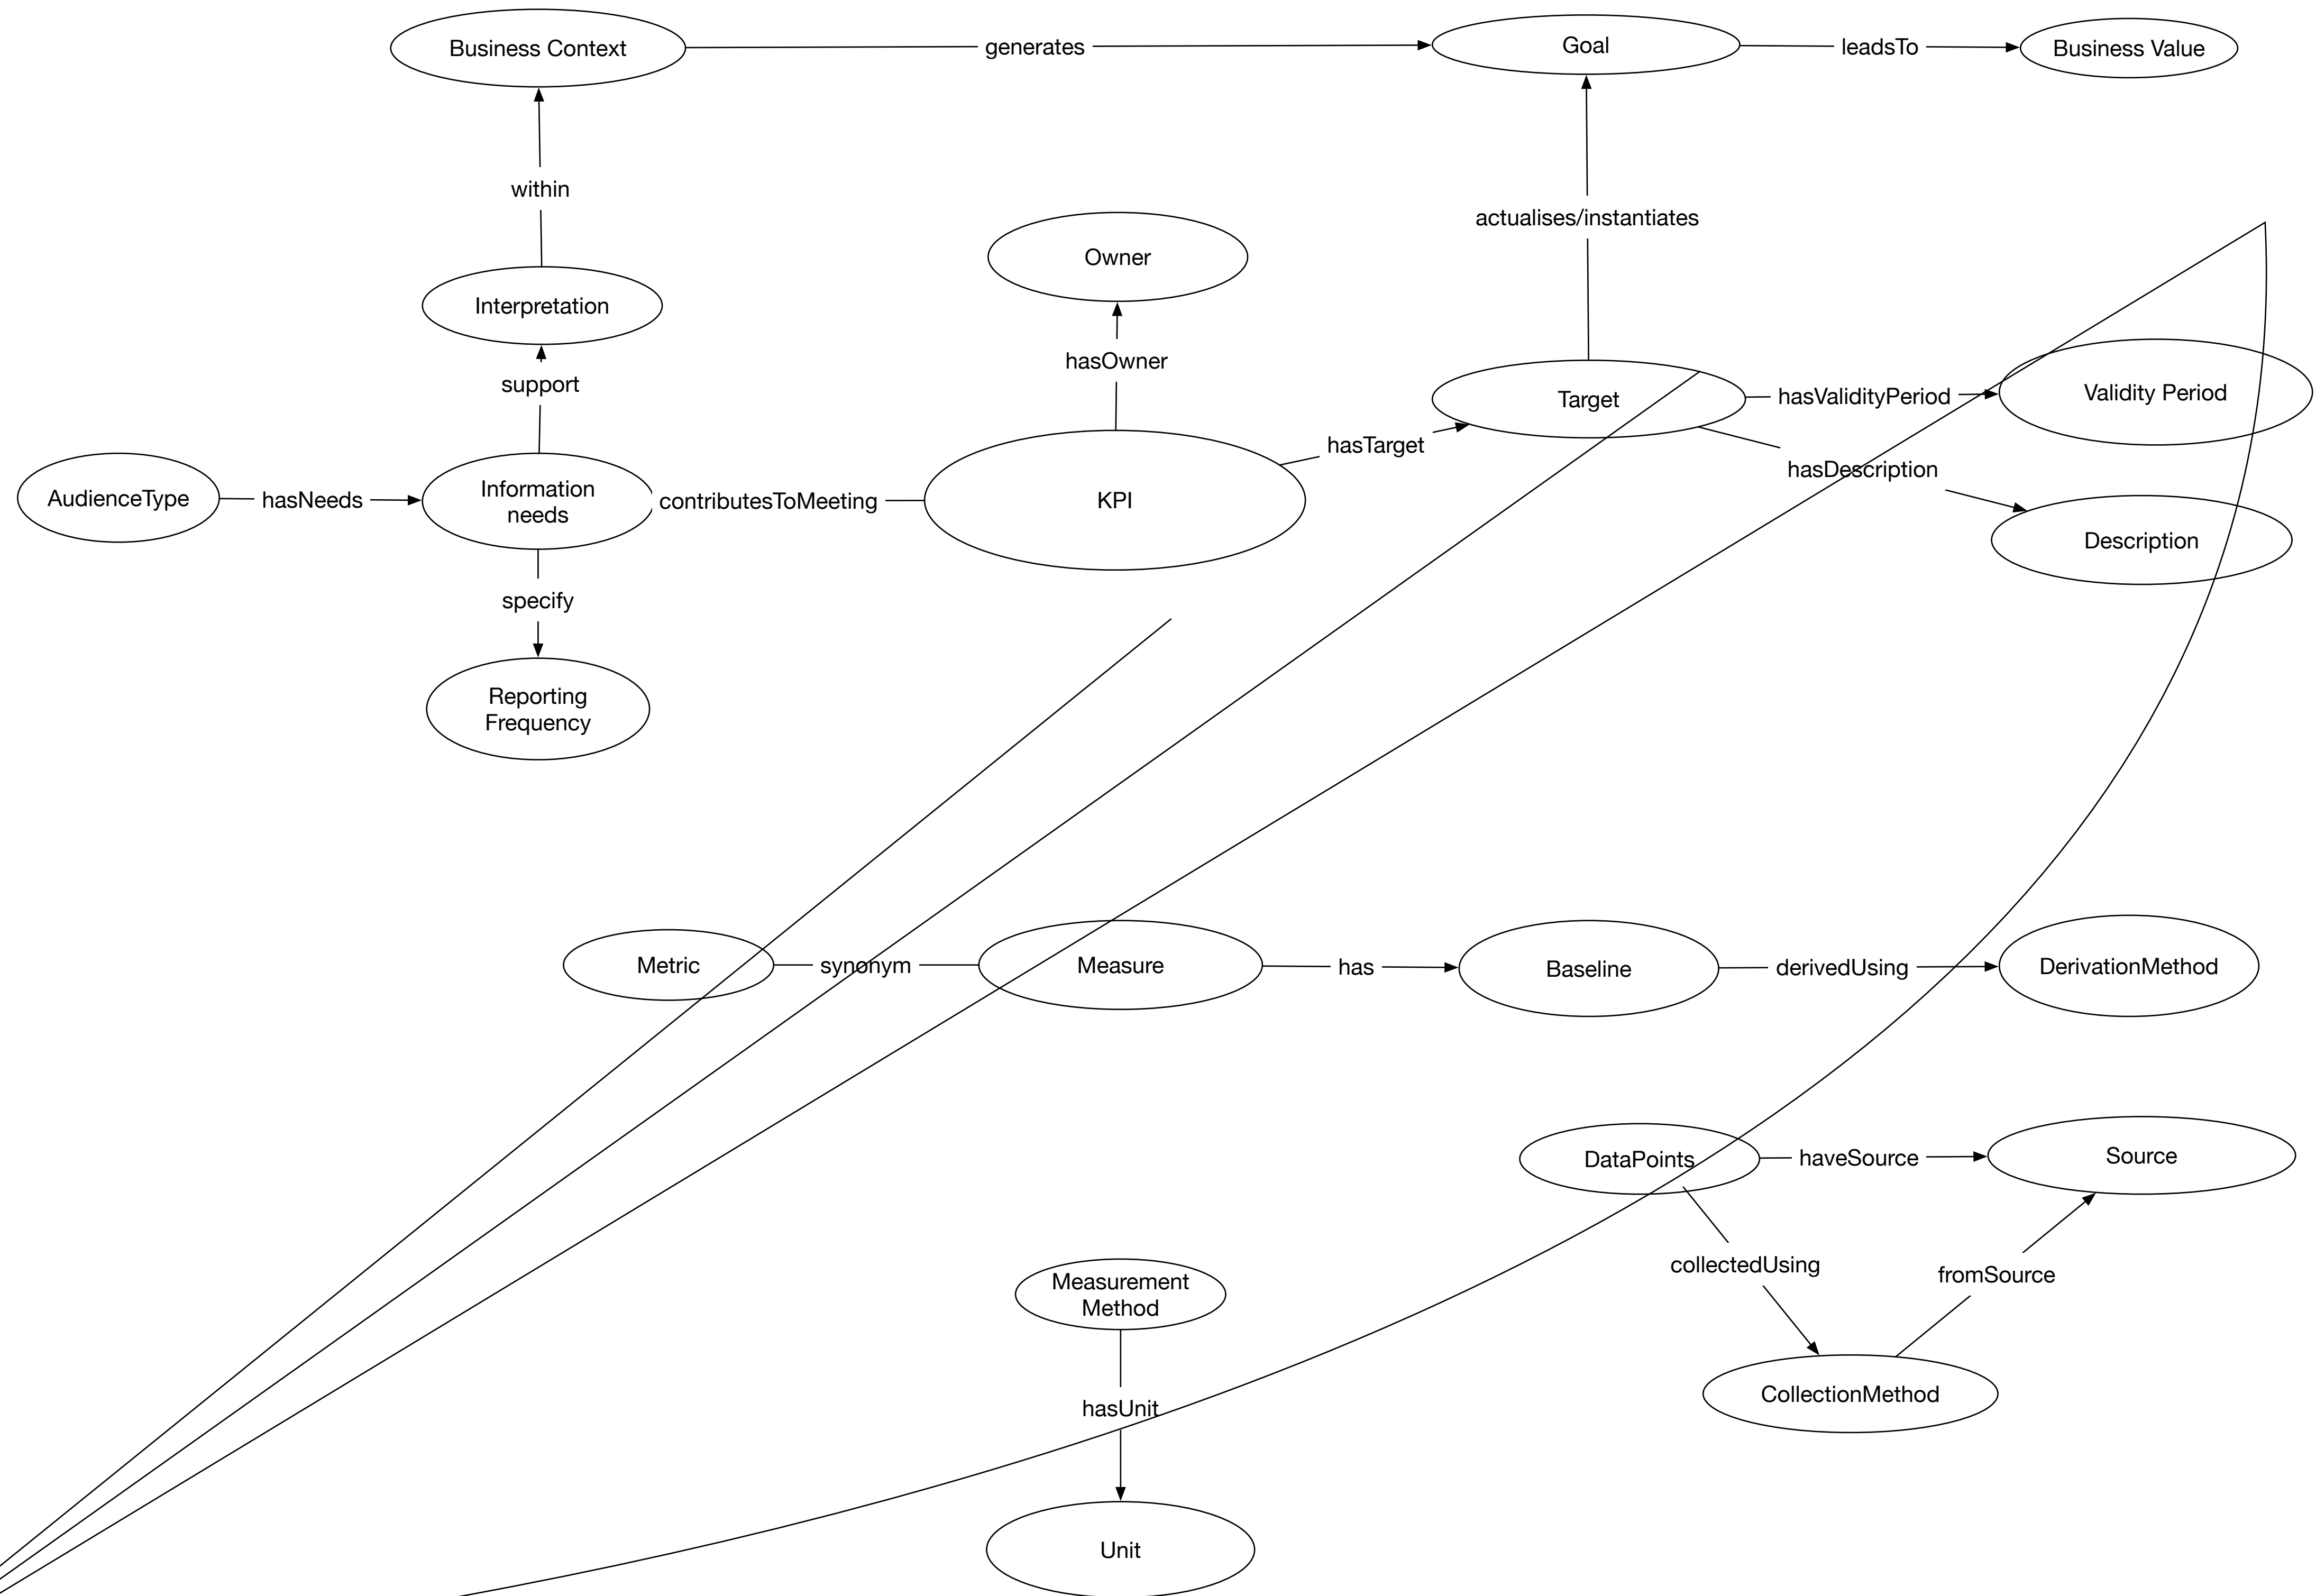 Business Context
generates
Goal
leadsTo
Business Value
within
actualises/instantiates
Owner
Interpretation
hasOwner
support
Target
hasValidityPeriod
Validity Period
hasTarget
hasDescription
AudienceType
hasNeeds
Information
needs
contributesToMeeting
KPI
Description
specify
Reporting
Frequency
Metric
synonym
Measure
has
Baseline
derivedUsing
DerivationMethod
DataPoints
haveSource
Source
collectedUsing
fromSource
Measurement
Method
CollectionMethod
hasUnit
Unit